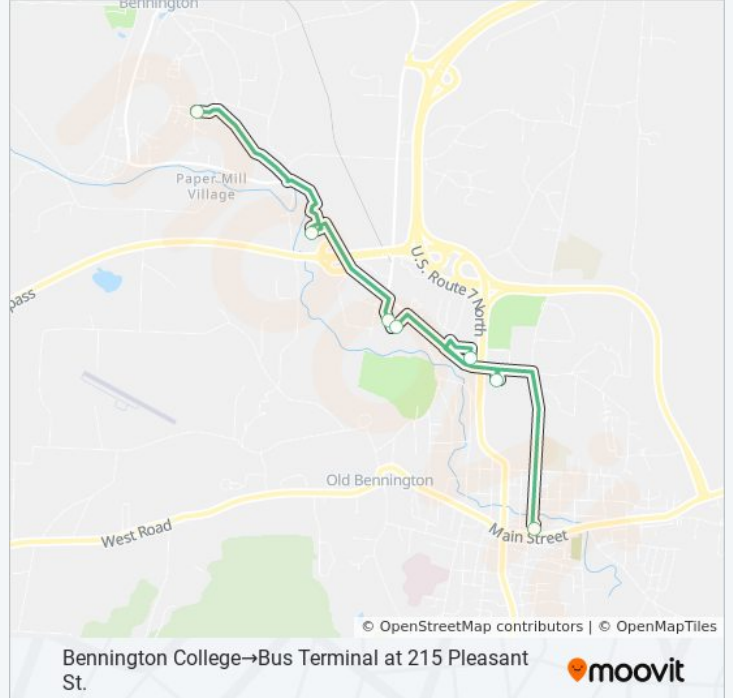 Bennington
Paper Mill
Village
U.S. Route 7 North
pass
Old Bennington
West Road
Main Street
© OpenStreetMap contributors | © OpenMapTiles
Bennington College→Bus Terminal at 215 Pleasant
St.
moovit